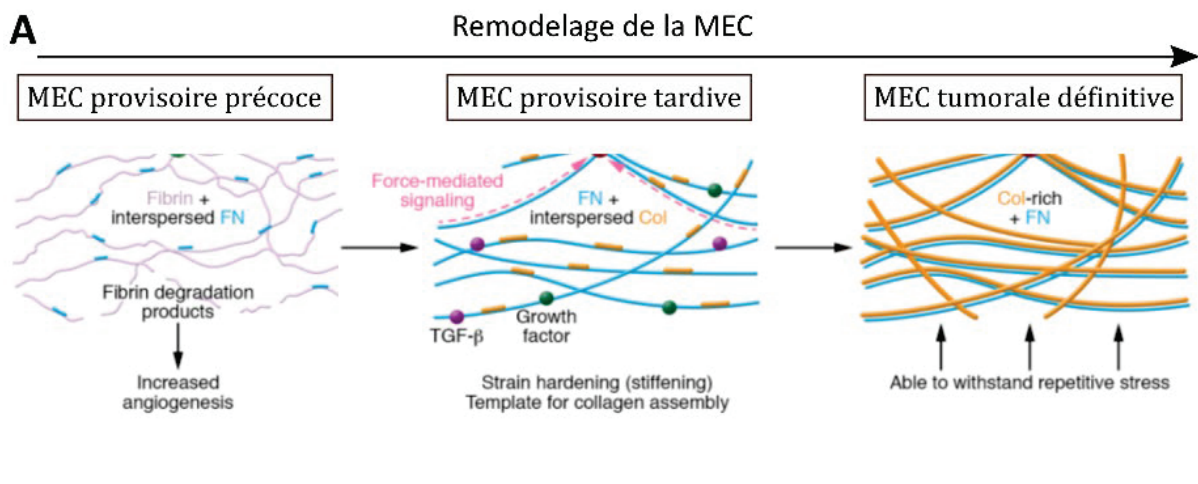 A
Remodelage de la MEC
MEC provisoire précoce
MEC provisoire tardive
MEC tumorale définitive
Fibrin +
interspersed FN
Fibrin degradation
products
Increased
angiogenesis
Force-mediated
signaling
FN +
interspersed Col
TGF-β
Growth
factor
Strain hardening (stiffening)
Template for collagen assembly
Col-rich
+ FN
Able to withstand repetitive stress